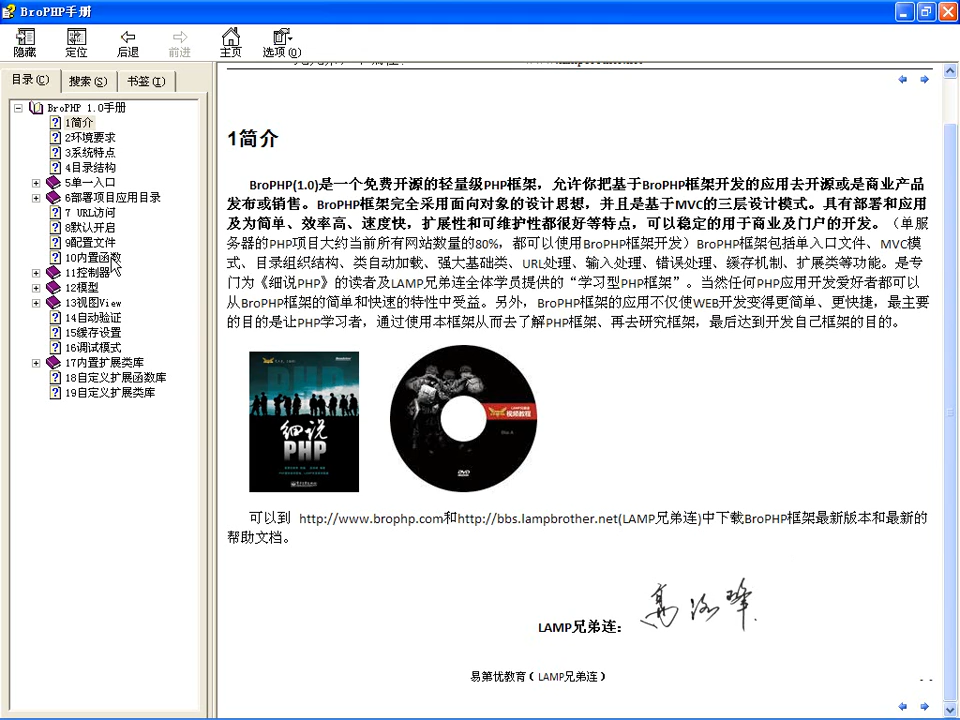 BroPHP手册
隐藏 定位 后退 前进 主页 选项(O)
目录(C) 搜索(S) 书签(I)
BroPHP 1.0手册
1简介
2环境要求
3系统特点
4目录结构
5单一入口
6部署项目应用目录
7 URL访问
8默认开启
9配置文件
10内置函数
11控制器
12模型
13视图View
14自动验证
15缓存设置
16调试模式
17内置扩展类库
18自定义扩展函数库
19自定义扩展类库
1简介
BroPHP(1.0)是一个免费开源的轻量级PHP框架，允许你把基于BroPHP框架开发的应用去开源或是商业产品
发布或销售。BroPHP框架完全采用面向对象的设计思想，并且是基于MVC的三层设计模式。具有部署和应用
及为简单、效率高、速度快，扩展性和可维护性都很好等特点，可以稳定的用于商业及门户的开发。（单服
务器的PHP项目大约当前所有网站数量的80%，都可以使用BroPHP框架开发）BroPHP框架包括单入口文件、MVC模
式、目录组织结构、类自动加载、强大基础类、URL处理、输入处理、错误处理、缓存机制、扩展类等功能。是专
门为《细说PHP》的读者及LAMP兄弟连全体学员提供的“学习型PHP框架”。当然任何PHP应用开发爱好者都可以
从BroPHP框架的简单和快速的特性中受益。另外，BroPHP框架的应用不仅使WEB开发变得更简单、更快捷，最主要
的目的是让PHP学习者，通过使用本框架从而去了解PHP框架、再去研究框架，最后达到开发自己框架的目的。
PHP
细说
PHP
LAMP兄弟连
视频教程
可以到 http://www.brophp.com和http://bbs.lampbrother.net(LAMP兄弟连)中下载BroPHP框架最新版本和最新的
帮助文档。
LAMP兄弟连： 高洛峰
易第优教育（LAMP兄弟连）
- -